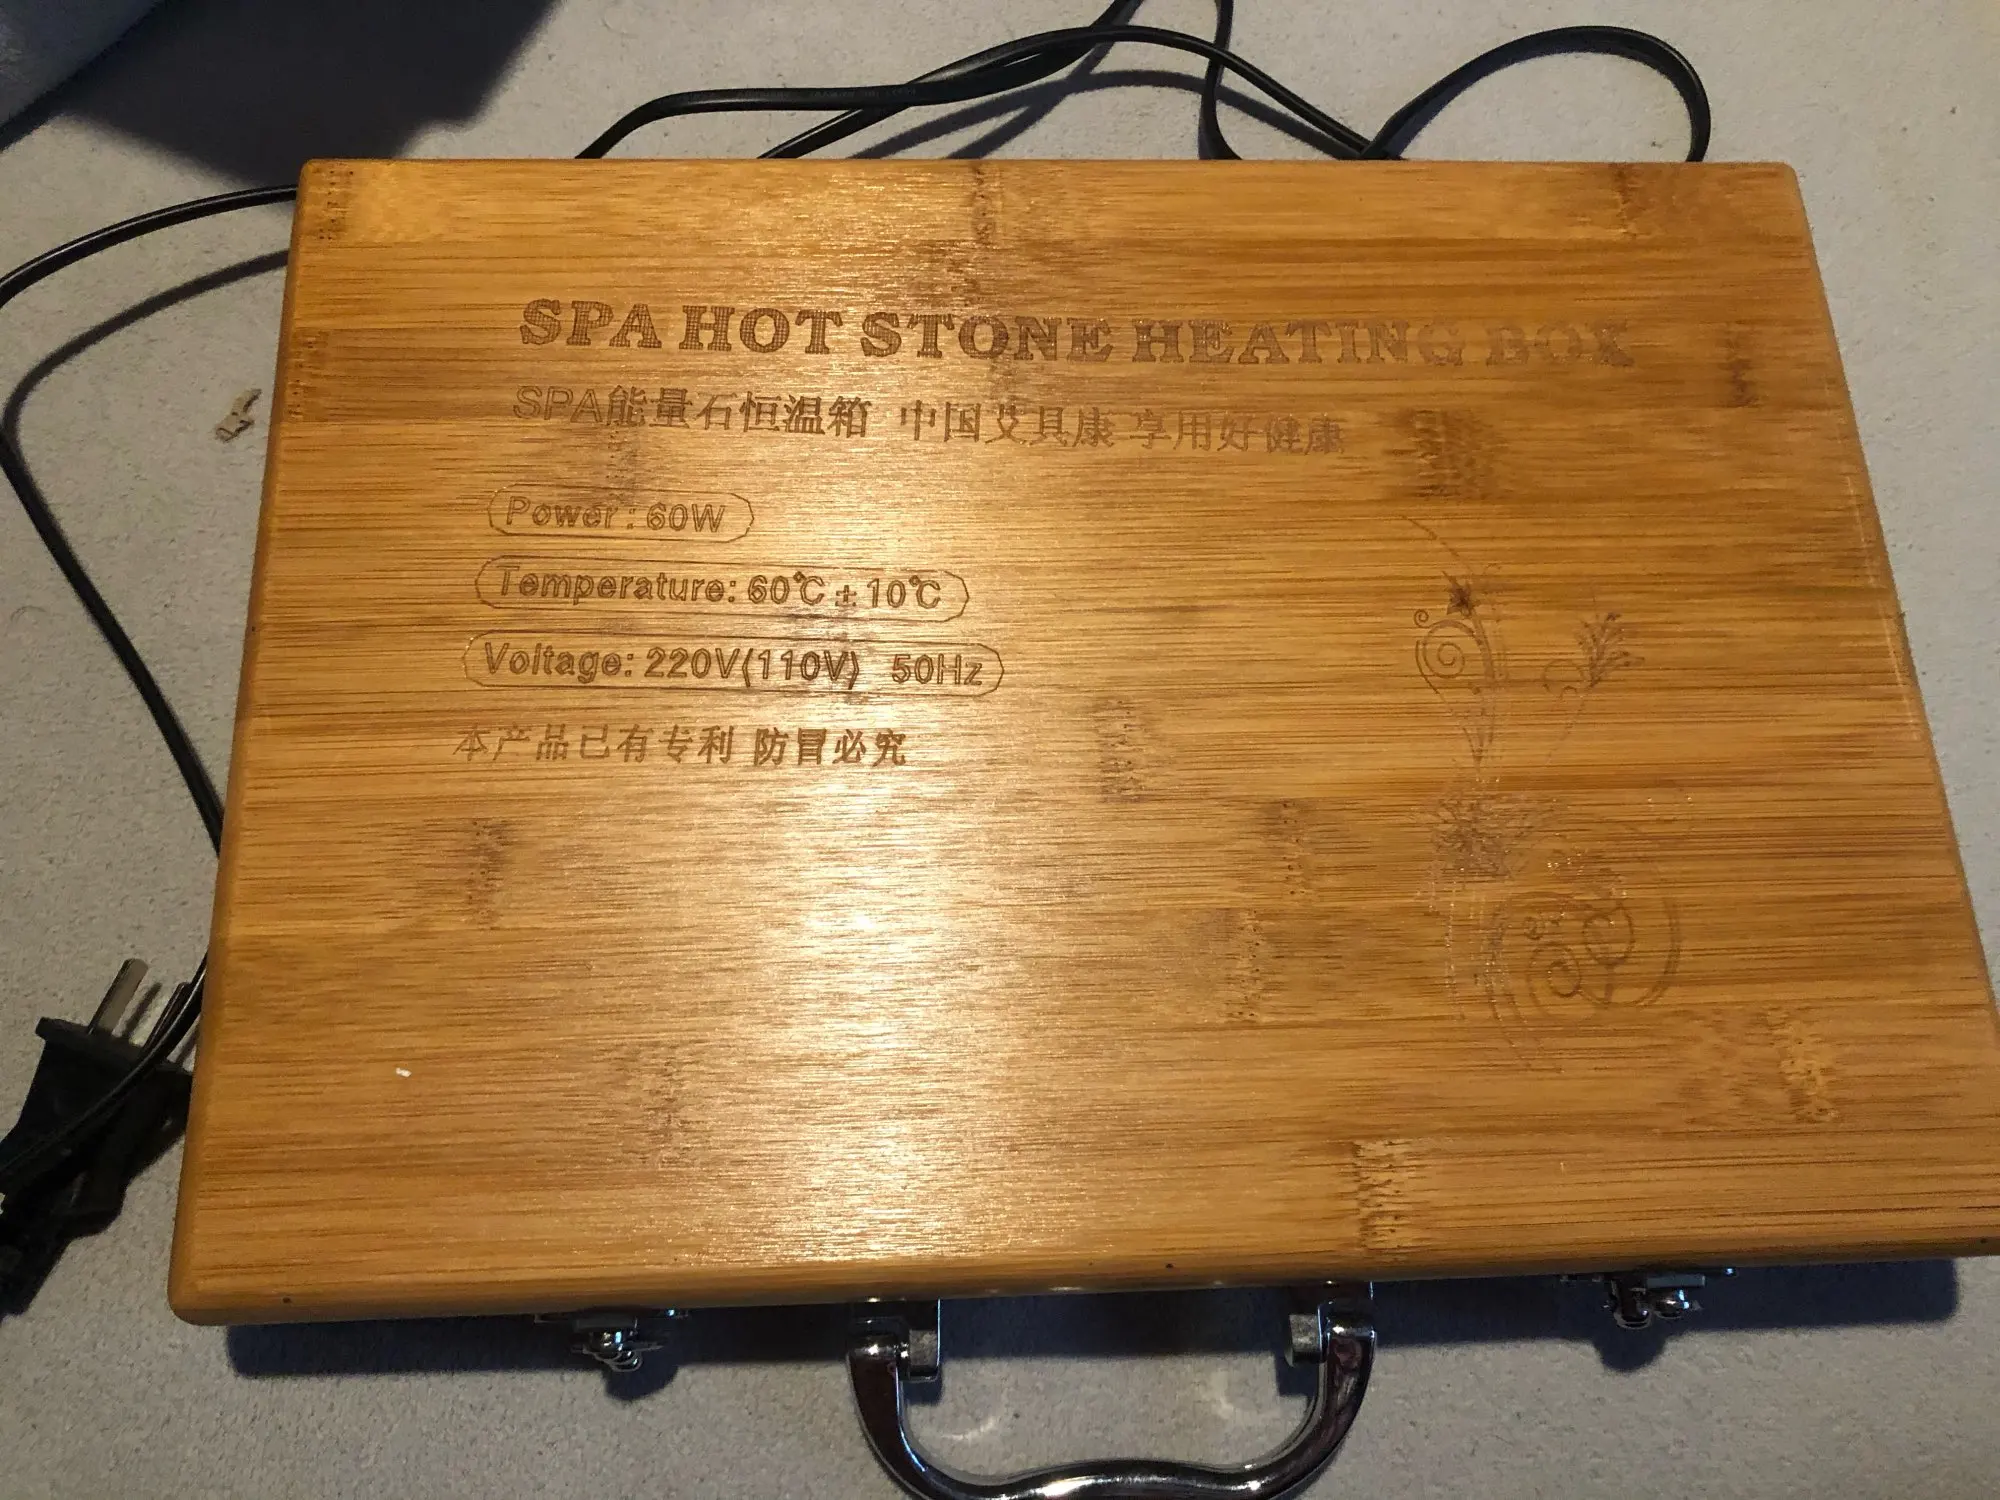 SPA HOT STONE HEATING BOX
SPA能量石恒温箱 中国艾具康 享用好健康
Power : 60W
Temperature: 60℃ ± 10℃
Voltage: 220V(110V) 50Hz
本产品已有专利 防冒必究